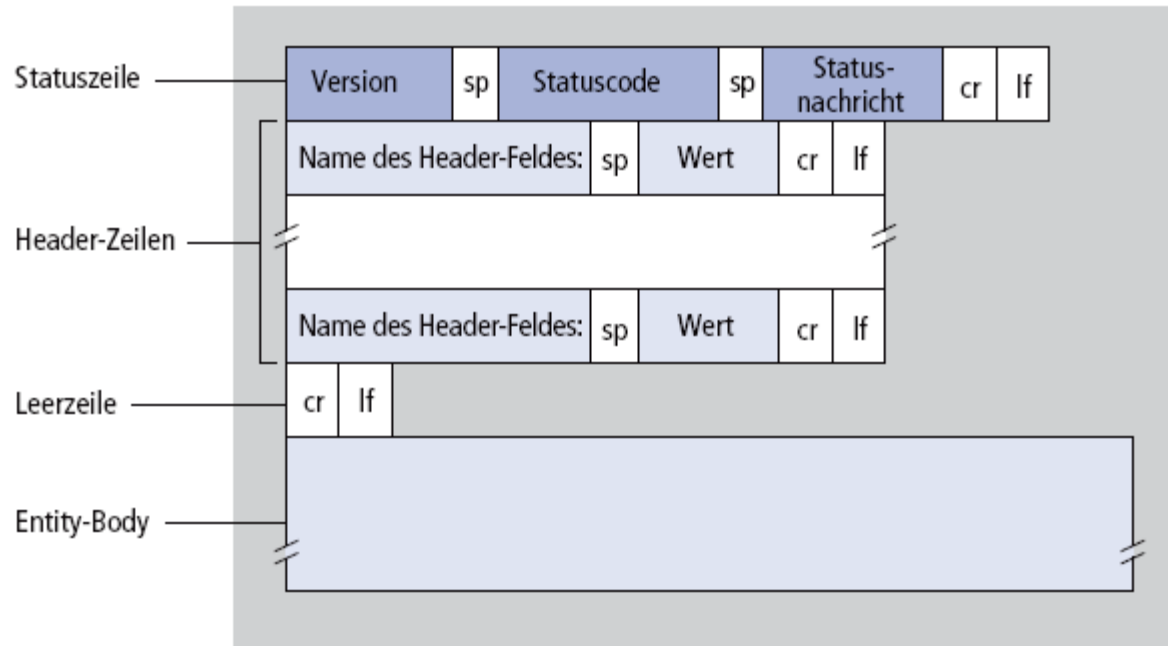 Statuszeile Version sp Statuscode sp Status-
nachricht cr lf
Name des Header-Feldes: sp Wert cr lf
Header-Zeilen
Name des Header-Feldes: sp Wert cr lf
Leerzeile cr lf
Entity-Body